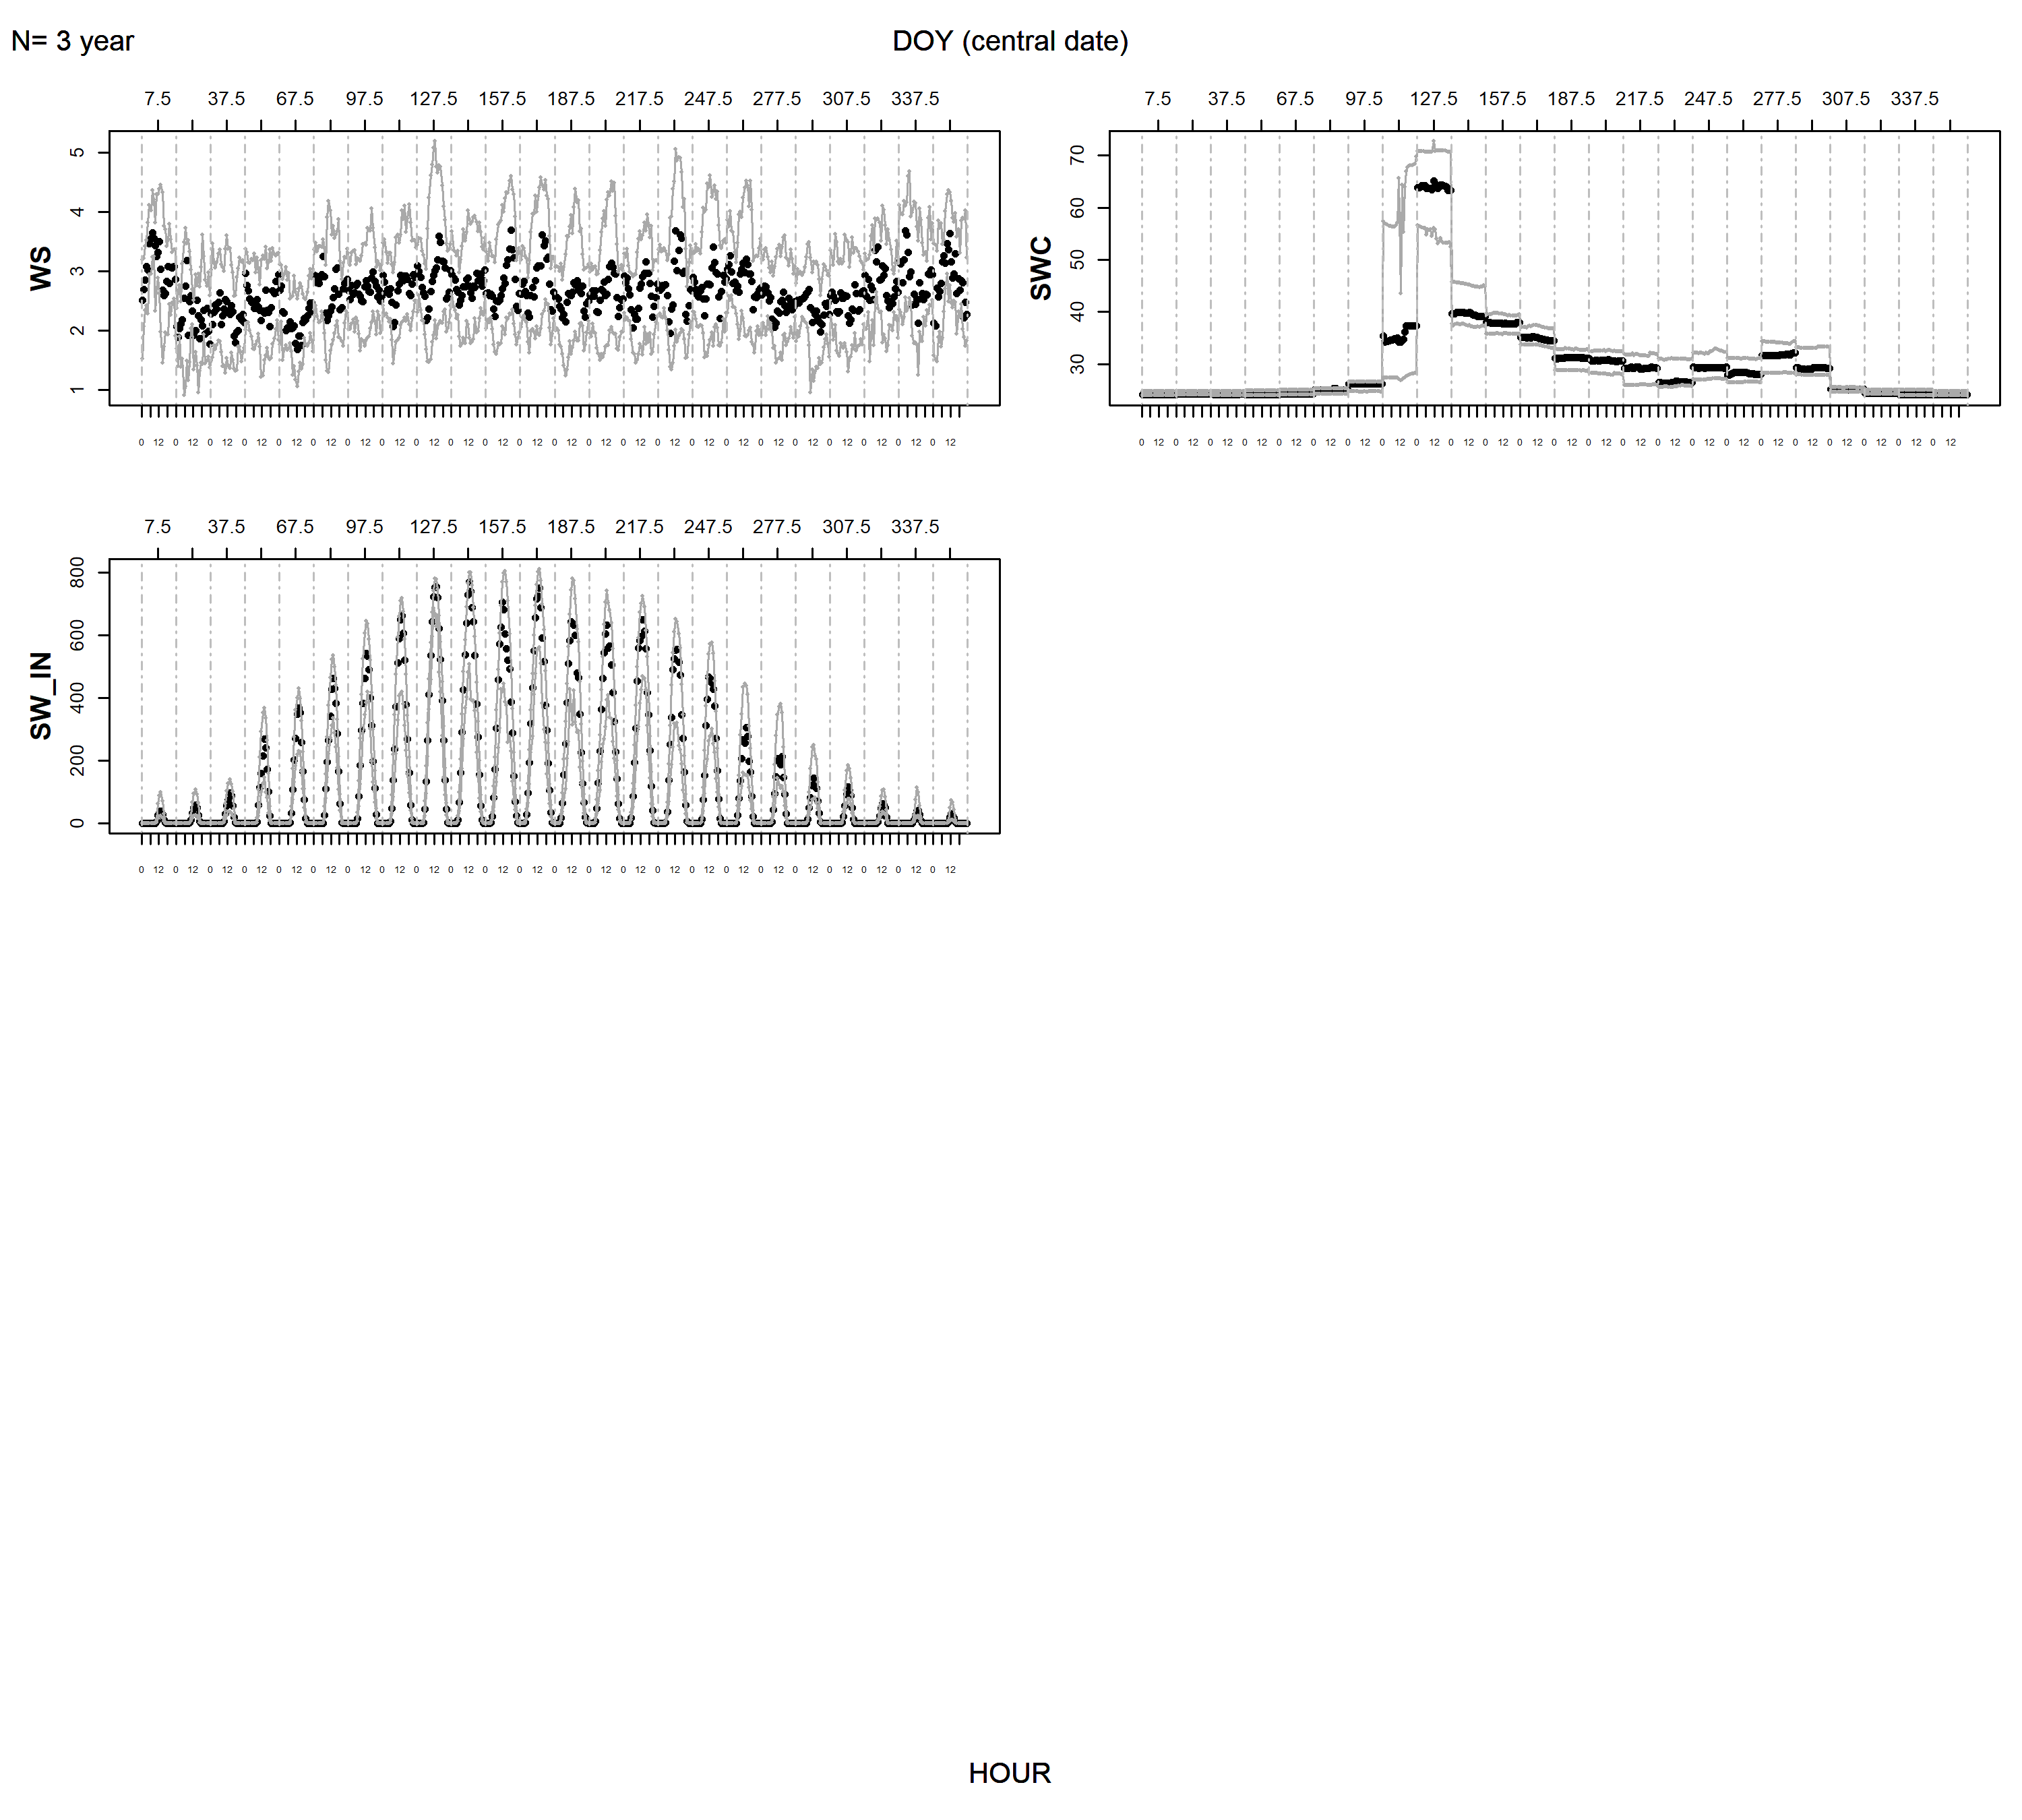 N= 3 year
DOY (central date)
7.5 37.5 67.5 97.5 127.5 157.5 187.5 217.5 247.5 277.5 307.5 337.5
WS
5
4
3
2
1
0 12 0 12 0 12 0 12 0 12 0 12 0 12 0 12 0 12 0 12 0 12 0 12 0 12 0 12 0 12 0 12 0 12 0 12 0 12 0 12 0 12 0 12 0 12 0 12
7.5 37.5 67.5 97.5 127.5 157.5 187.5 217.5 247.5 277.5 307.5 337.5
SWC
70
60
50
40
30
0 12 0 12 0 12 0 12 0 12 0 12 0 12 0 12 0 12 0 12 0 12 0 12 0 12 0 12 0 12 0 12 0 12 0 12 0 12 0 12 0 12 0 12 0 12 0 12
7.5 37.5 67.5 97.5 127.5 157.5 187.5 217.5 247.5 277.5 307.5 337.5
SW_IN
800
600
400
200
0
0 12 0 12 0 12 0 12 0 12 0 12 0 12 0 12 0 12 0 12 0 12 0 12 0 12 0 12 0 12 0 12 0 12 0 12 0 12 0 12 0 12 0 12 0 12 0 12
HOUR